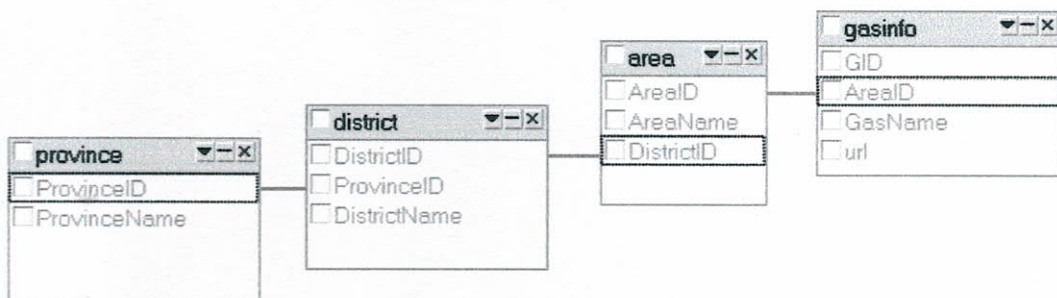 province
ProvinceID
ProvinceName
district
DistrictID
ProvinceID
DistrictName
area
AreaID
AreaName
DistrictID
gasinfo
GID
AreaID
GasName
url